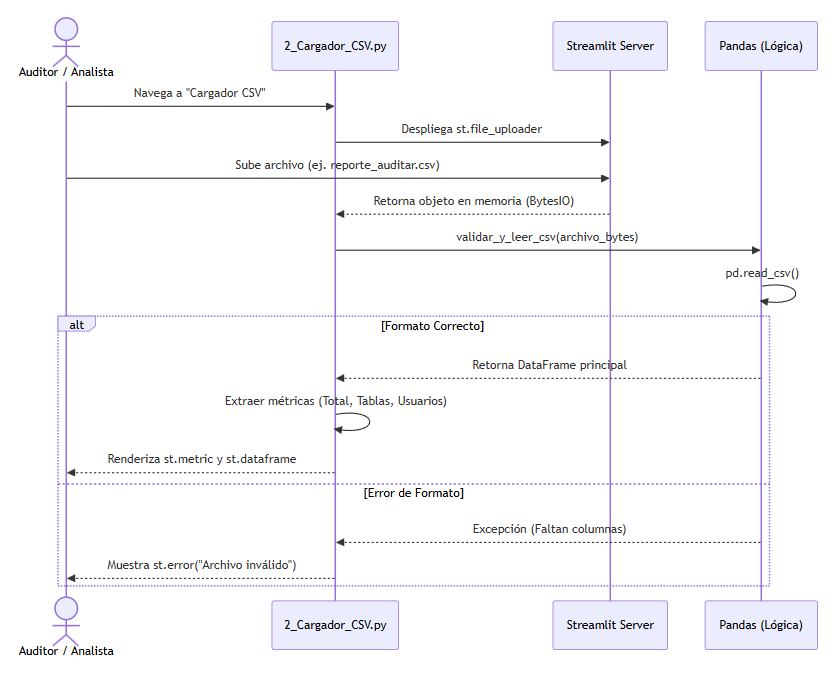 Auditor / Analista
2_Cargador_CSV.py
Streamlit Server
Pandas (Lógica)
Navega a "Cargador CSV"
Despliega st.file_uploader
Sube archivo (ej. reporte_auditar.csv)
Retorna objeto en memoria (BytesIO)
validar_y_leer_csv(archivo_bytes)
pd.read_csv()
alt
[Formato Correcto]
Retorna DataFrame principal
Extraer métricas (Total, Tablas, Usuarios)
Renderiza st.metric y st.dataframe
[Error de Formato]
Excepción (Faltan columnas)
Muestra st.error("Archivo inválido")
Auditor / Analista
2_Cargador_CSV.py
Streamlit Server
Pandas (Lógica)